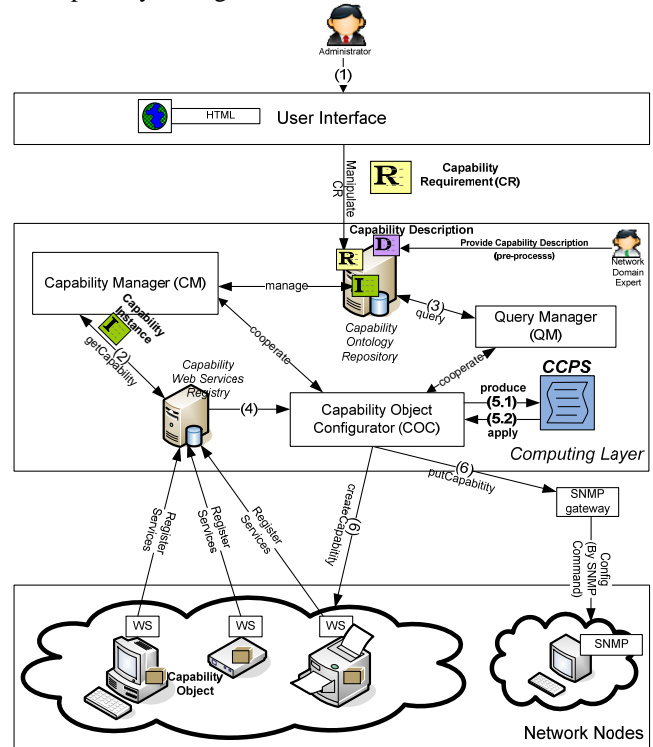 Administrator
(1)
HTML
User Interface
Manipulate
CR
R
Capability
Requirement (CR)
Capability Description
D
R
I
Provide Capability Description
(pre-processs)
Network
Domain
Expert
Capability Manager (CM)
manage
Capability
Ontology
Repository
(3)
query
Query Manager
(QM)
Capability
Instance
I
(2)
getCapability
cooperate
cooperate
Capability
Web Services
Registry
(4)
Capability Object
Configurator (COC)
produce
(5.1)
(5.2)
apply
CCPS
Computing Layer
(6)
putCapabitity
SNMP
gateway
Register
Services
Register
Services
Register
Services
(6)
createCapability
Config
(By SNMP
Command)
WS
WS
WS
SNMP
Capability
Object
Network Nodes